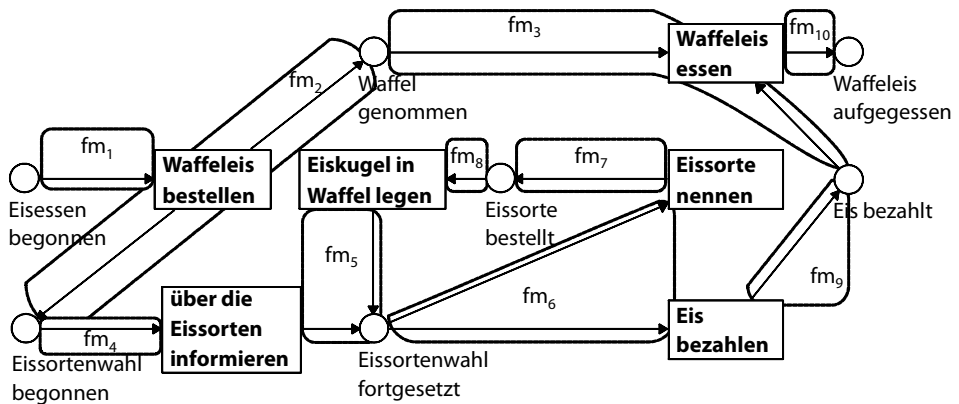 fm3
Waffeleis
essen
fm10
fm2
Waffel
genommen
Waffeleis
aufgegessen
fm1
Waffeleis
bestellen
Eiskugel in
Waffel legen
fm8
fm7
Eissorte
nennen
Eisessen
begonnen
Eissorte
bestellt
Eis bezahlt
fm5
fm6
fm9
über die
Eissorten
informieren
Eis
bezahlen
fm4
Eissortenwahl
begonnen
Eissortenwahl
fortgesetzt